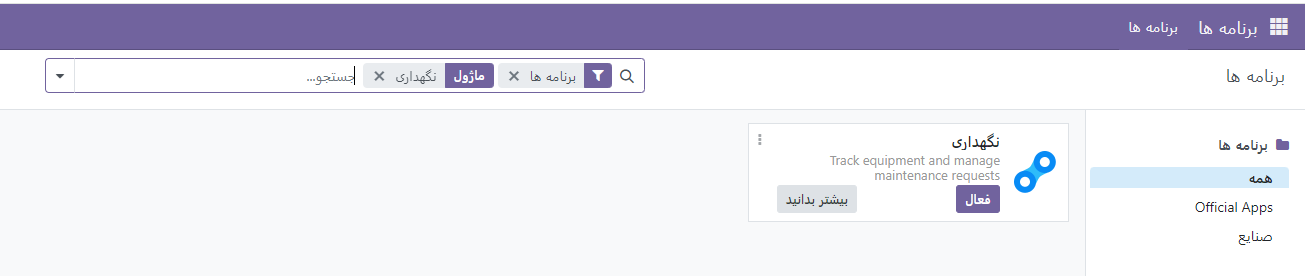 برنامه ها برنامه ها
برنامه ها
برنامه ها ماژول نگهداری جستجو...
برنامه ها
همه
Official Apps
صنایع
نگهداری
Track equipment and manage
maintenance requests
فعال بیشتر بدانید